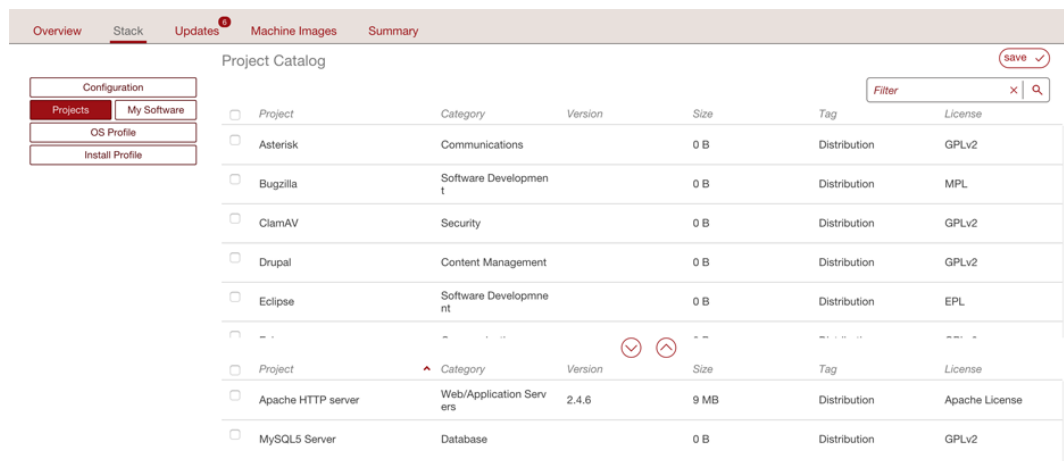 Overview Stack Updates 6 Machine Images Summary
Project Catalog
save
Configuration
Projects My Software
OS Profile
Install Profile
Filter
Project Category Version Size Tag License
Asterisk Communications 0 B Distribution GPLv2
Bugzilla Software Developmen
t 0 B Distribution MPL
ClamAV Security 0 B Distribution GPLv2
Drupal Content Management 0 B Distribution GPLv2
Eclipse Software Developmne
nt 0 B Distribution EPL
Project Category Version Size Tag License
Apache HTTP server Web/Application Serv
ers 2.4.6 9 MB Distribution Apache License
MySQL5 Server Database 0 B Distribution GPLv2